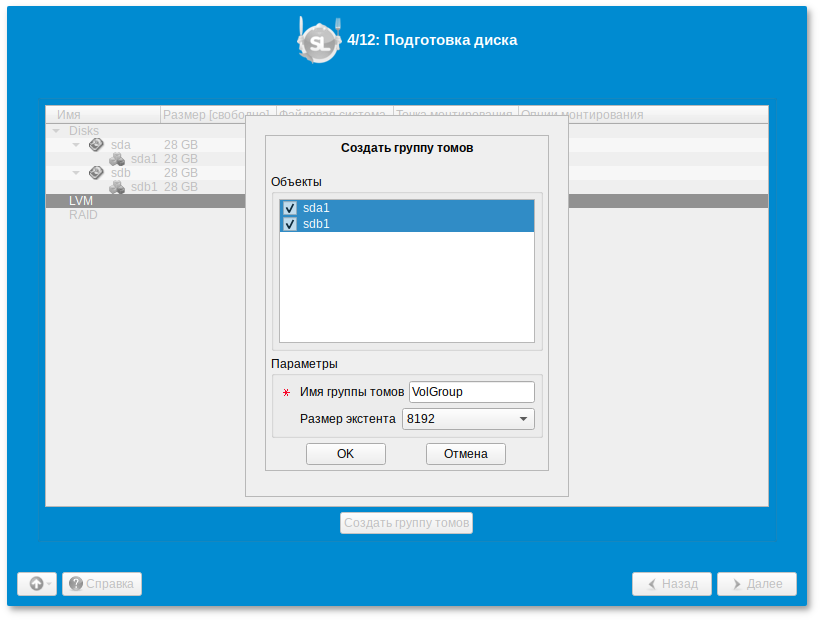 SL
4/12: Подготовка диска
Имя Размер [свободно] Файловая система Точка монтирования Опции монтирования
Disks
sda 28 GB
sda1 28 GB
sdb 28 GB
sdb1 28 GB
LVM
RAID
Создать группу томов
Объекты
sda1
sdb1
Параметры
* Имя группы томов VolGroup
Размер экстента 8192
OK Отмена
Создать группу томов
Справка Назад Далее